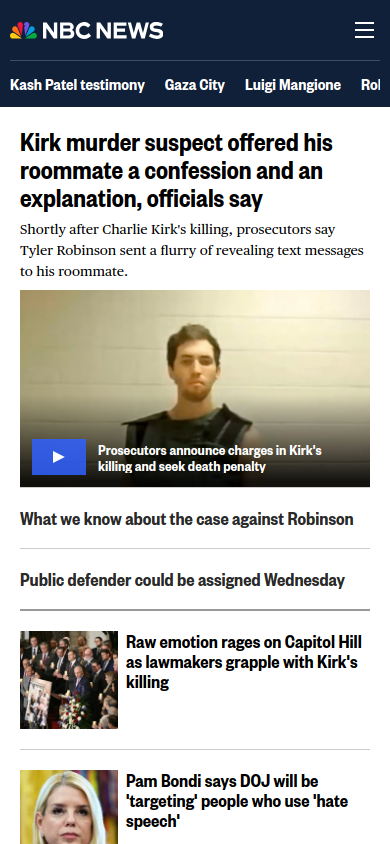 NBC NEWS
Kash Patel testimony Gaza City Luigi Mangione Rol
Kirk murder suspect offered his
roommate a confession and an
explanation, officials say
Shortly after Charlie Kirk's killing, prosecutors say
Tyler Robinson sent a flurry of revealing text messages
to his roommate.
Prosecutors announce charges in Kirk's
killing and seek death penalty
What we know about the case against Robinson
Public defender could be assigned Wednesday
Raw emotion rages on Capitol Hill
as lawmakers grapple with Kirk's
killing
Pam Bondi says DOJ will be
'targeting' people who use 'hate
speech'